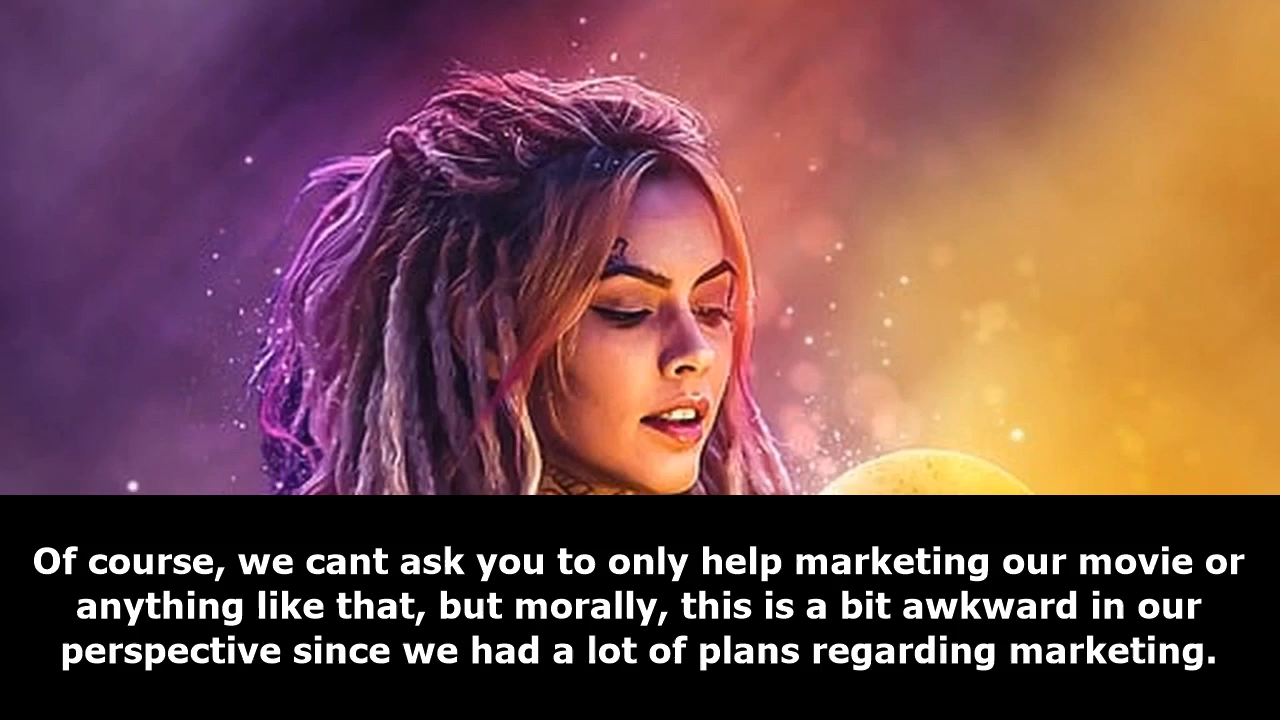 Of course, we cant ask you to only help marketing our movie or
anything like that, but morally, this is a bit awkward in our
perspective since we had a lot of plans regarding marketing.